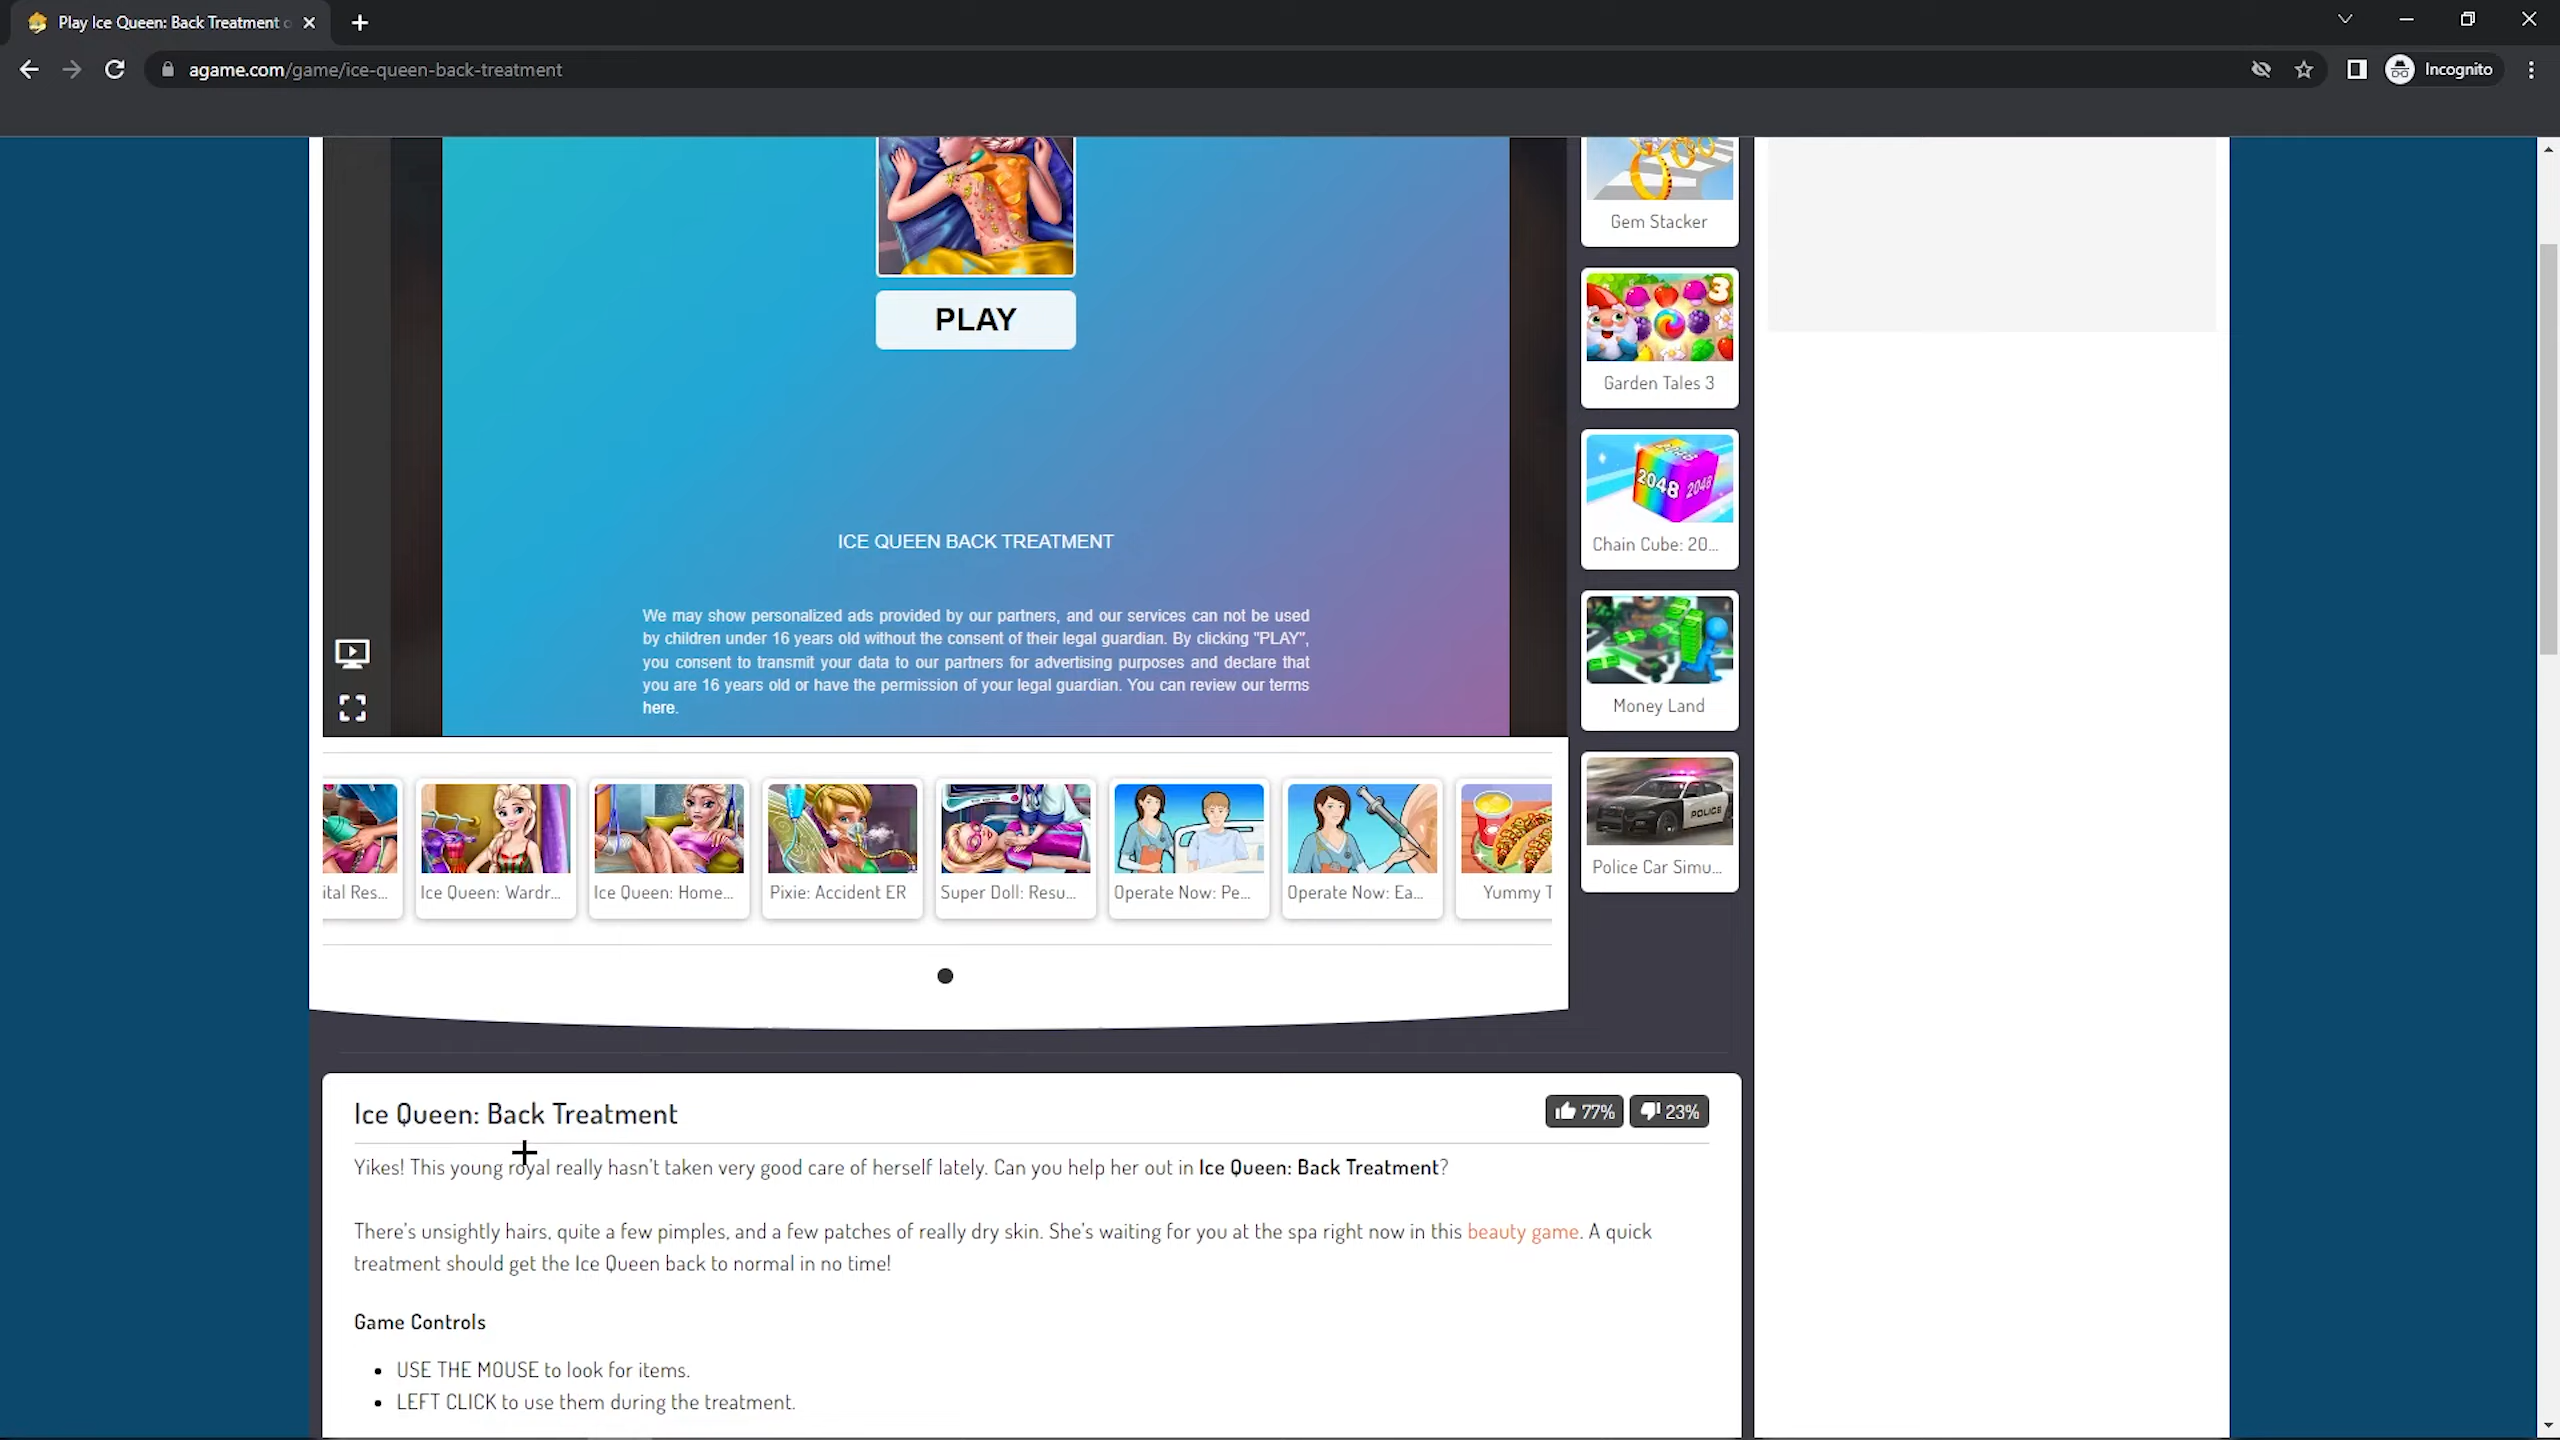 Play Ice Queen: Back Treatment o
agame.com/game/ice-queen-back-treatment
Incognito
PLAY
ICE QUEEN BACK TREATMENT
We may show personalized ads provided by our partners, and our services can not be used
by children under 16 years old without the consent of their legal guardian. By clicking "PLAY",
you consent to transmit your data to our partners for advertising purposes and declare that
you are 16 years old or have the permission of your legal guardian. You can review our terms
here.
Gem Stacker
3
Garden Tales 3
2048
2048
2048
Chain Cube: 20...
Money Land
POLICE
Police Car Simu...
ital Res...
Ice Queen: Wardr...
Ice Queen: Home...
Pixie: Accident ER
Super Doll: Resu...
Operate Now: Pe...
Operate Now: Ea...
Yummy T
Ice Queen: Back Treatment
77%
23%
Yikes! This young royal really hasn't taken very good care of herself lately. Can you help her out in Ice Queen: Back Treatment?
There's unsightly hairs, quite a few pimples, and a few patches of really dry skin. She's waiting for you at the spa right now in this beauty game. A quick
treatment should get the Ice Queen back to normal in no time!
Game Controls
• USE THE MOUSE to look for items.
• LEFT CLICK to use them during the treatment.